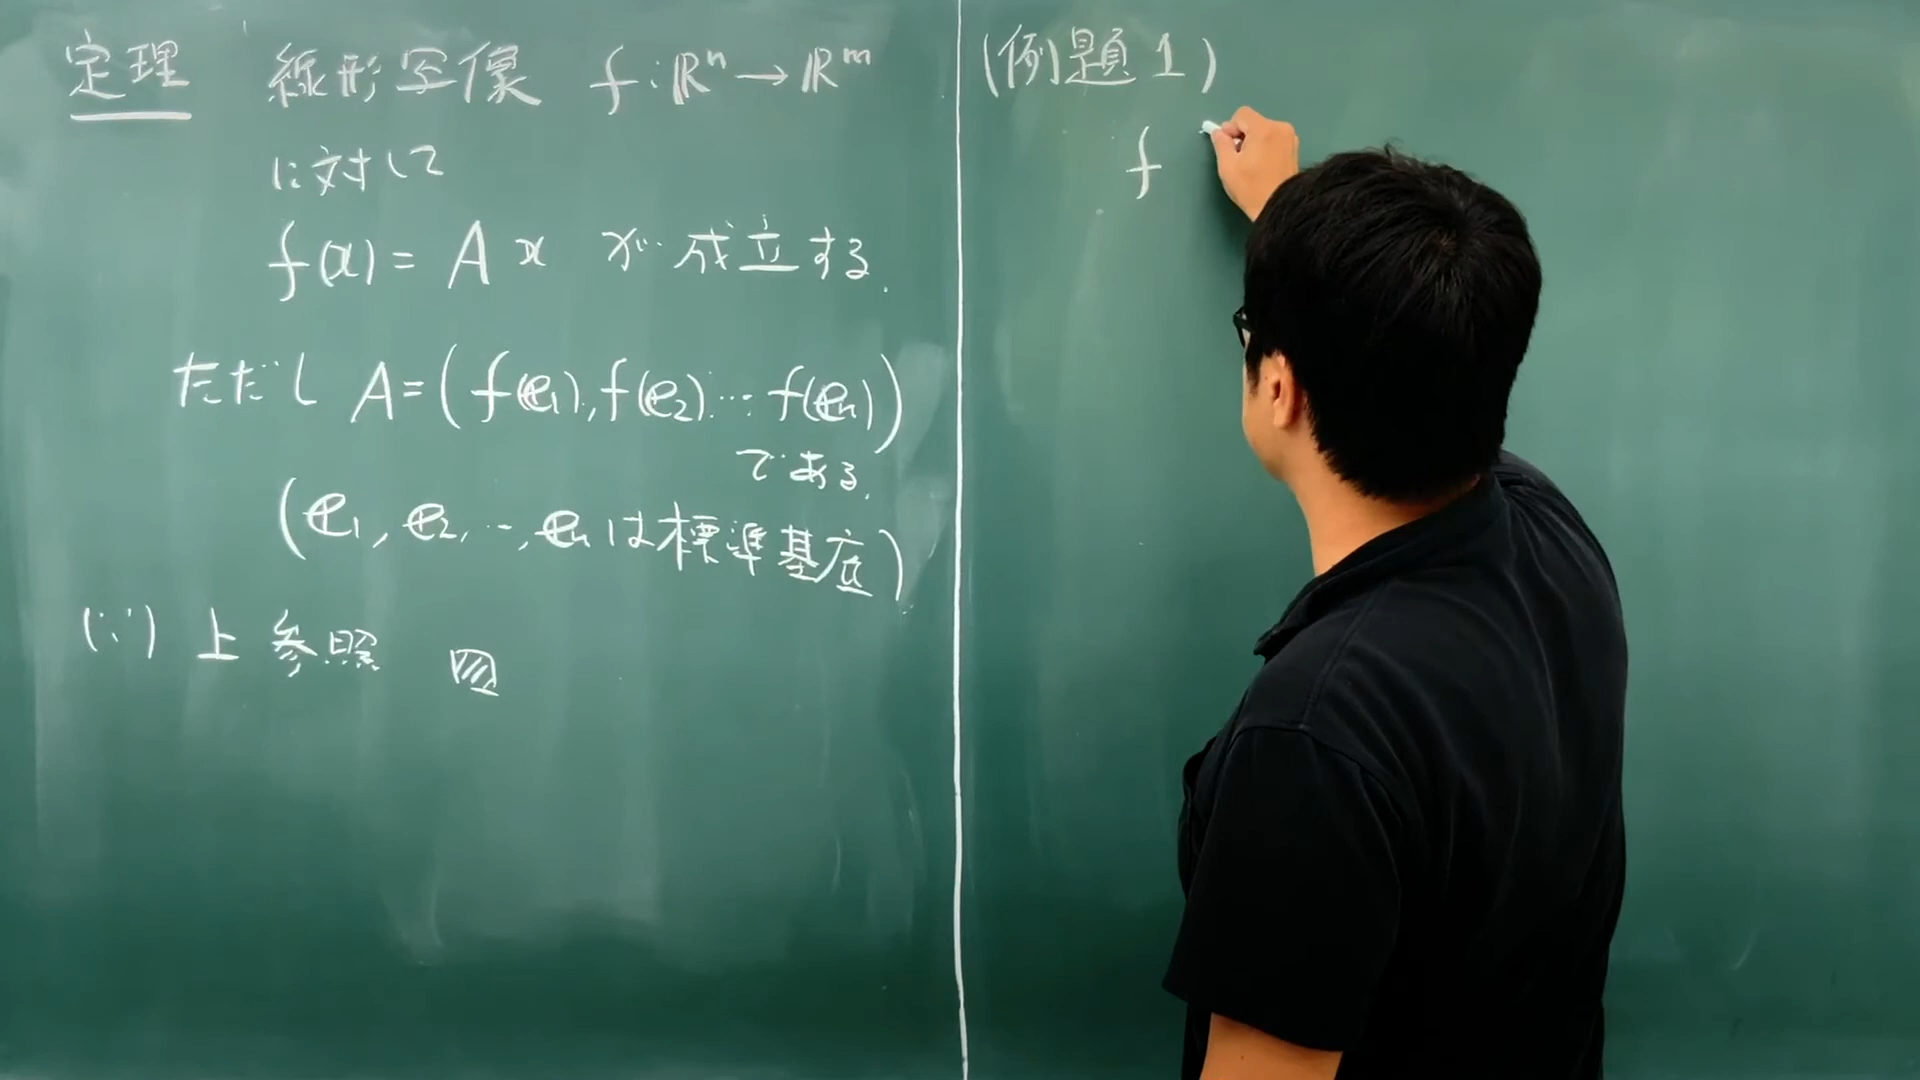 定理 線形写像 f:ℝⁿ→ℝᵐ
に対して
f(x)= A x が成立する.
ただし A=(f(e₁),f(e₂)…f(eₙ))
である.
(e₁,e₂,…,eₙは標準基底)
(∵) 上参照
(例題1)
f